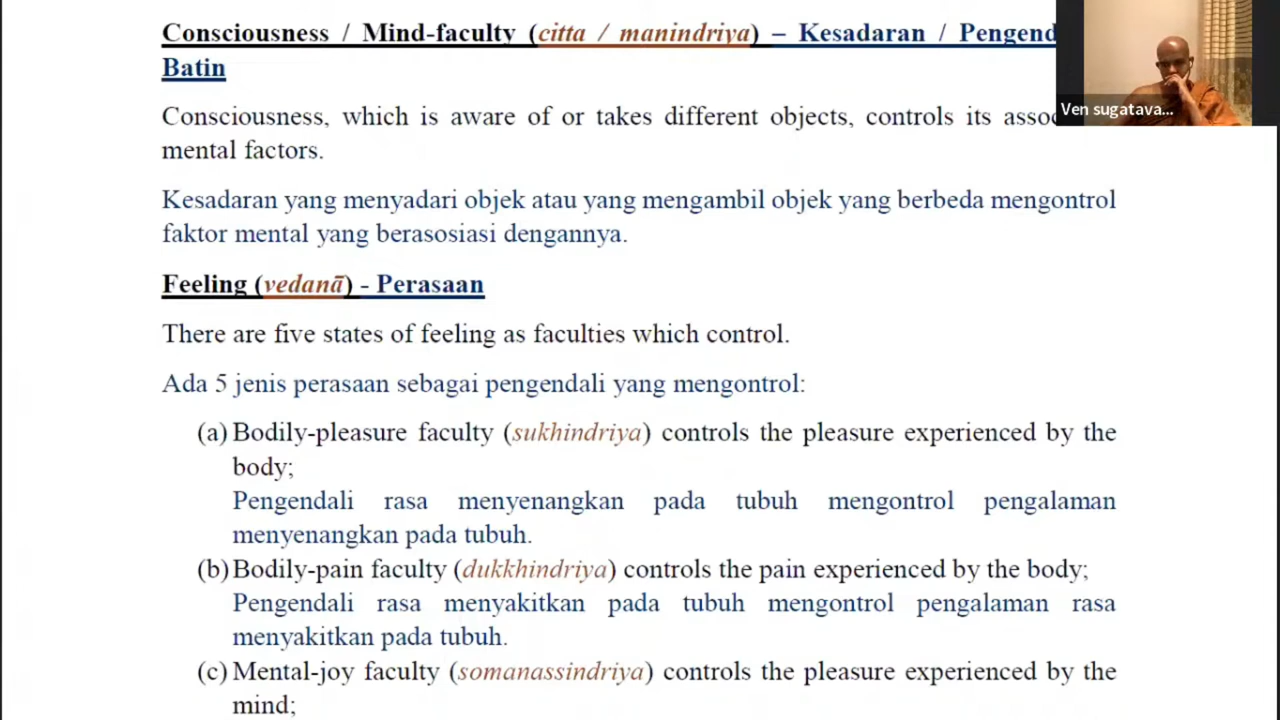 Consciousness / Mind-faculty (citta / manindriya) – Kesadaran / Pengend
Batin
Ven sugatava...
Consciousness, which is aware of or takes different objects, controls its asso
mental factors.
Kesadaran yang menyadari objek atau yang mengambil objek yang berbeda mengontrol
faktor mental yang berasosiasi dengannya.
Feeling (vedanā) - Perasaan
There are five states of feeling as faculties which control.
Ada 5 jenis perasaan sebagai pengendali yang mengontrol:
(a) Bodily-pleasure faculty (sukhindriya) controls the pleasure experienced by the
body;
Pengendali rasa menyenangkan pada tubuh mengontrol pengalaman
menyenangkan pada tubuh.
(b) Bodily-pain faculty (dukkhindriya) controls the pain experienced by the body;
Pengendali rasa menyakitkan pada tubuh mengontrol pengalaman rasa
menyakitkan pada tubuh.
(c) Mental-joy faculty (somanassindriya) controls the pleasure experienced by the
mind;